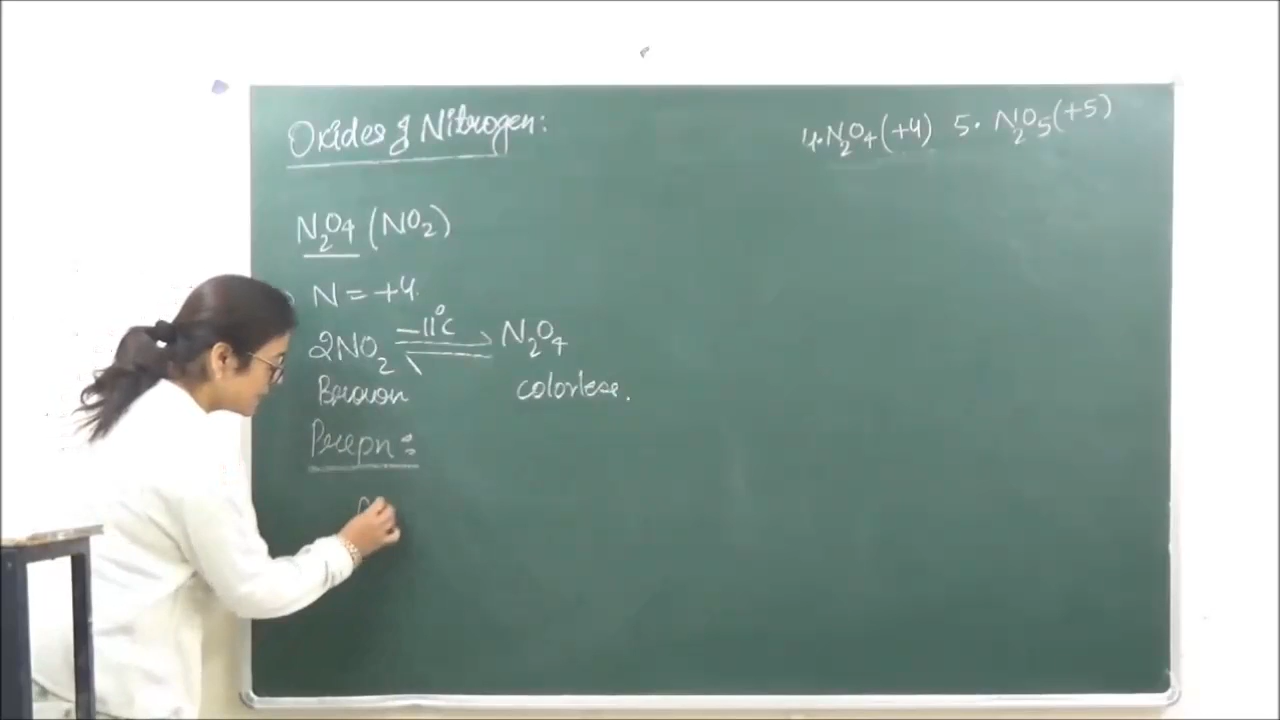 Oxides of Nitrogen:
4. N₂O₄(+4) 5. N₂O₅(+5)
N₂O₄ (NO₂)
N = +4.
2NO₂ ⇌ N₂O₄
-11°C
Brown colorless.
Prepn: